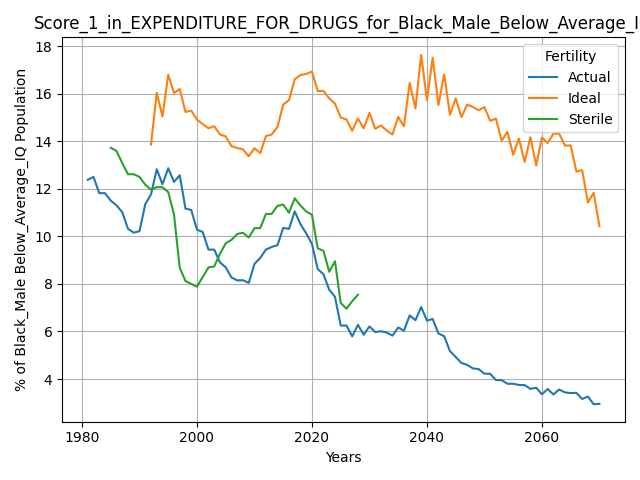 Score_1_in_EXPENDITURE_FOR_DRUGS_for_Black_Male_Below_Average_I
% of Black_Male Below_Average_IQ Population
18
16
14
12
10
8
6
4
Fertility
Actual
Ideal
Sterile
1980 2000 2020 2040 2060
Years